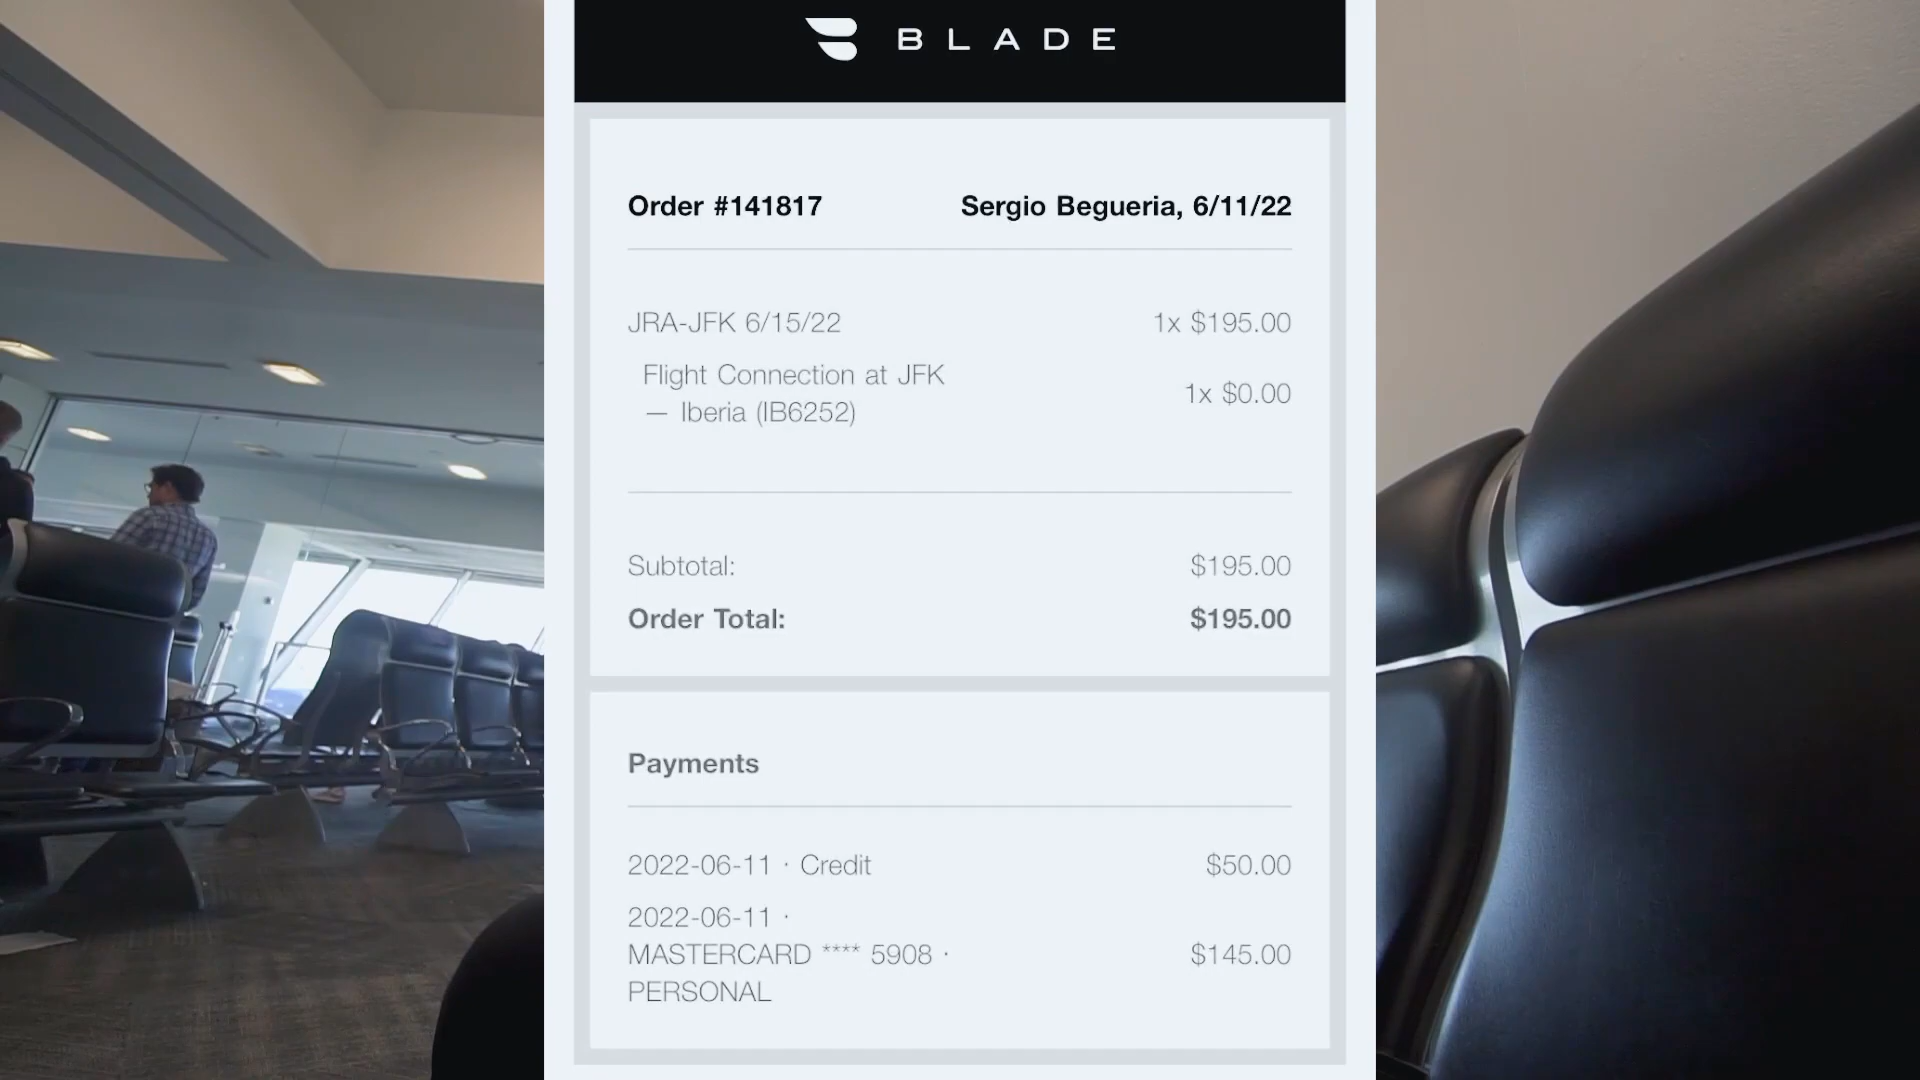 BLADE
Order #141817
Sergio Begueria, 6/11/22
JRA-JFK 6/15/22
1x $195.00
Flight Connection at JFK
— Iberia (IB6252)
1x $0.00
Subtotal:
$195.00
Order Total:
$195.00
Payments
2022-06-11 · Credit
$50.00
2022-06-11 ·
MASTERCARD **** 5908 ·
PERSONAL
$145.00